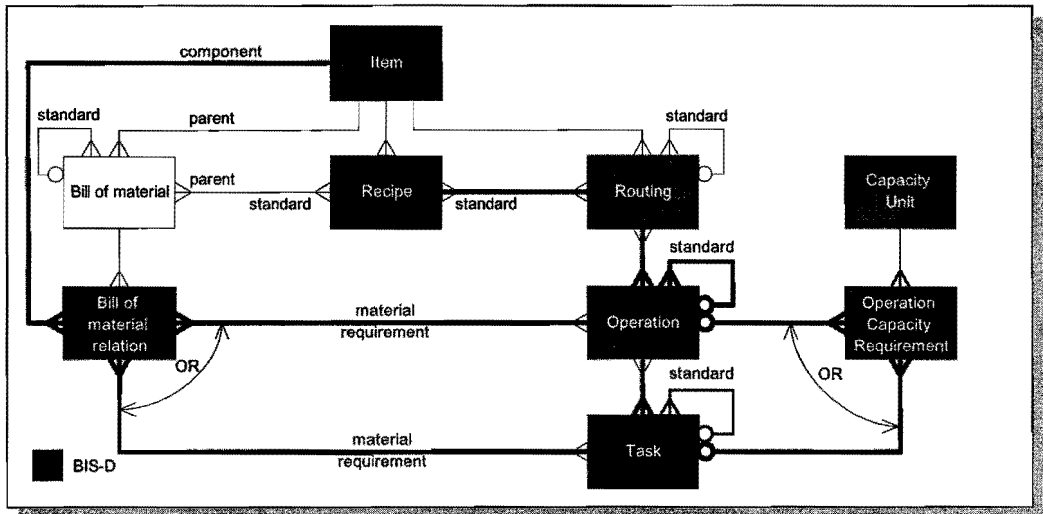 component
Item
standard
parent
standard
Bill of material
parent
standard
Recipe
standard
Routing
Capacity
Unit
standard
Bill of
material
relation
material
requirement
Operation
Operation
Capacity
Requirement
OR
OR
standard
material
requirement
Task
BIS-D